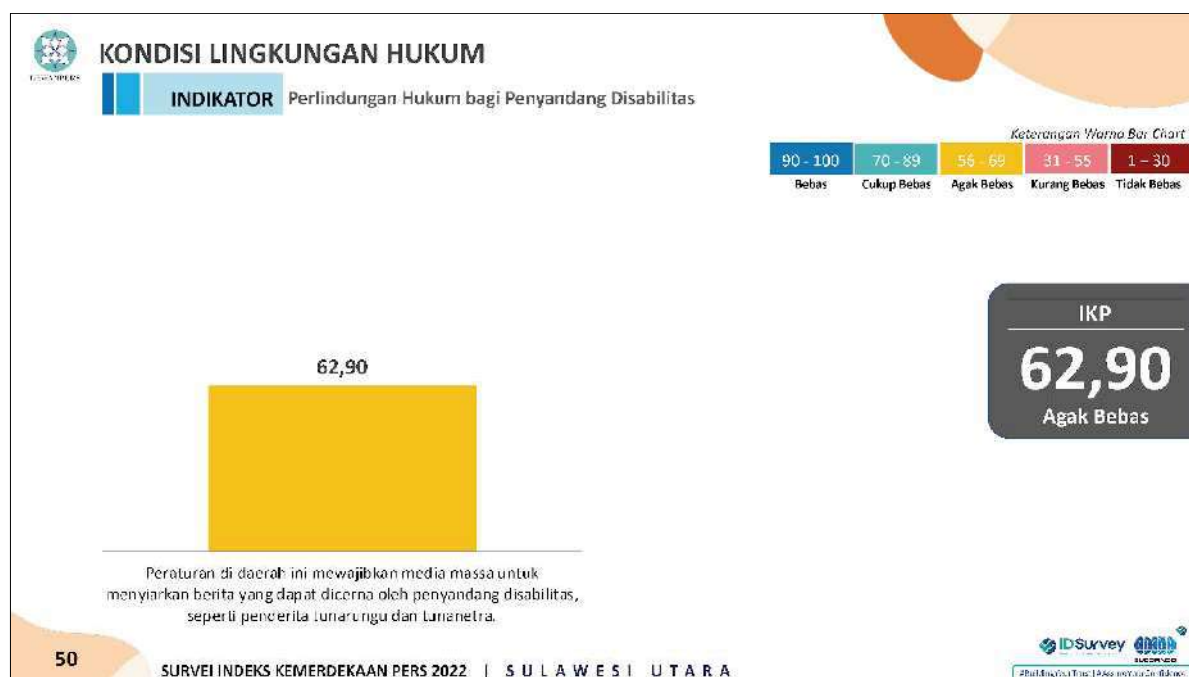 KONDISI LINGKUNGAN HUKUM
INDIKATOR Perlindungan Hukum bagi Penyandang Disabilitas
Keterangan Warna Bar Chart
90 - 100 70 - 89 56 - 69 31 - 55 1 – 30
Bebas Cukup Bebas Agak Bebas Kurang Bebas Tidak Bebas
IKP
62,90
Agak Bebas
62,90
Peraturan di daerah ini mewajibkan media massa untuk
menyiarkan berita yang dapat dicerna oleh penyandang disabilitas,
seperti penderita tunarungu dan tunanetra.
50
SURVEI INDEKS KEMERDEKAAN PERS 2022 | SULAWESI UTARA
IDSurvey